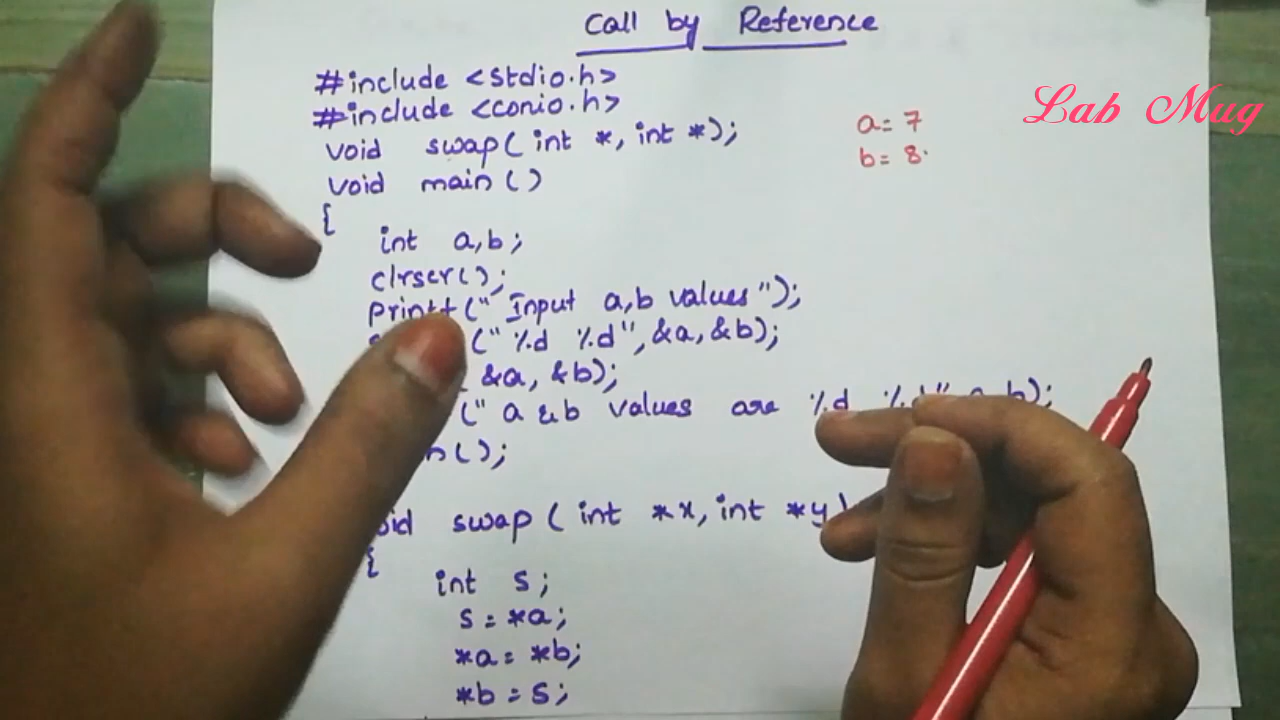 Call by Reference
#include <stdio.h>
#include <conio.h>
void swap( int *, int *);
void main ()
{
int a,b;
clrscr();
printf(" Input a,b values");
(" %d %d", &a, &b);
&a, &b);
(" a & b values are %d %d" a b);
();
void swap ( int *x, int *y)
{
int s;
s = *a;
*a = *b;
*b = s;
a = 7
b = 8.
Lab Mug